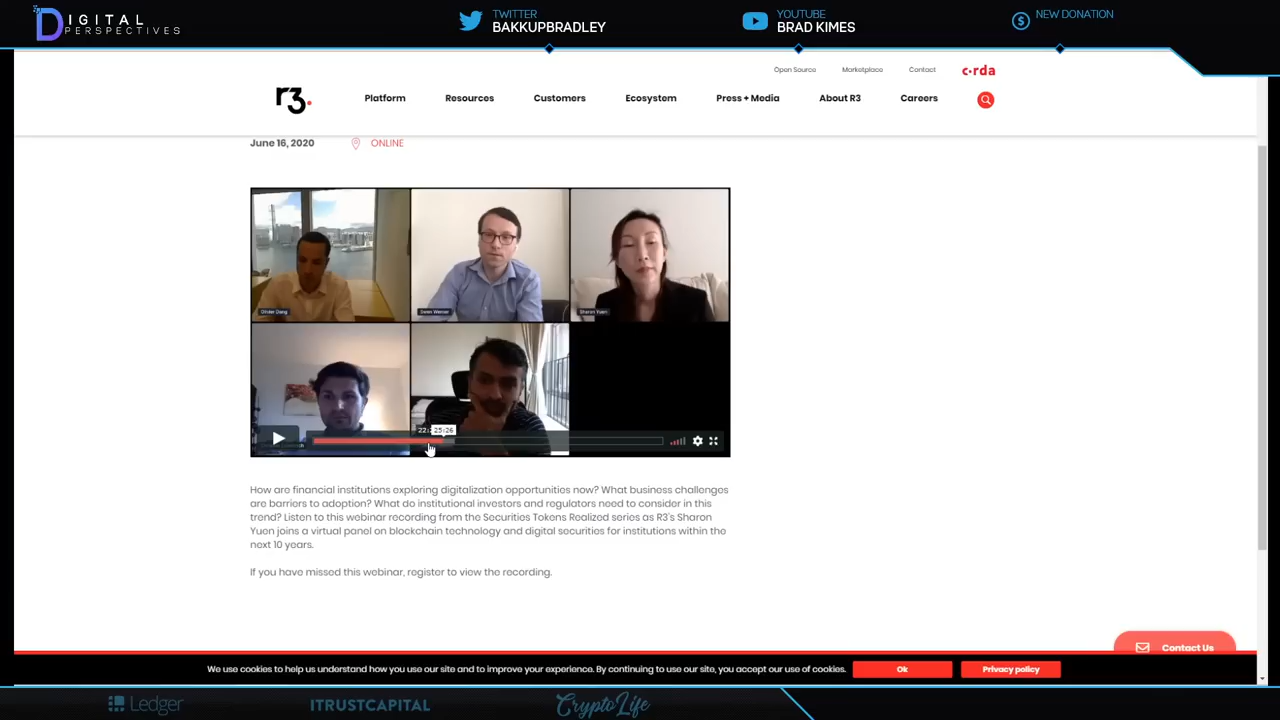 DIGITAL
PERSPECTIVES
TWITTER
BAKKUPBRADLEY
YOUTUBE
BRAD KIMES
NEW DONATION
Open Source Marketplace Contact c·rda
r3.
Platform Resources Customers Ecosystem Press + Media About R3 Careers
June 16, 2020 ONLINE
Sharon Yuen
25:26
How are financial institutions exploring digitalization opportunities now? What business challenges
are barriers to adoption? What do institutional investors and regulators need to consider in this
trend? Listen to this webinar recording from the Securities Tokens Realized series as R3's Sharon
Yuen joins a virtual panel on blockchain technology and digital securities for institutions within the
next 10 years.
If you have missed this webinar, register to view the recording.
Contact Us
We use cookies to help us understand how you use our site and to improve your experience. By continuing to use our site, you accept our use of cookies. Ok Privacy policy
Ledger ITRUSTCAPITAL CRYPTOLIFE